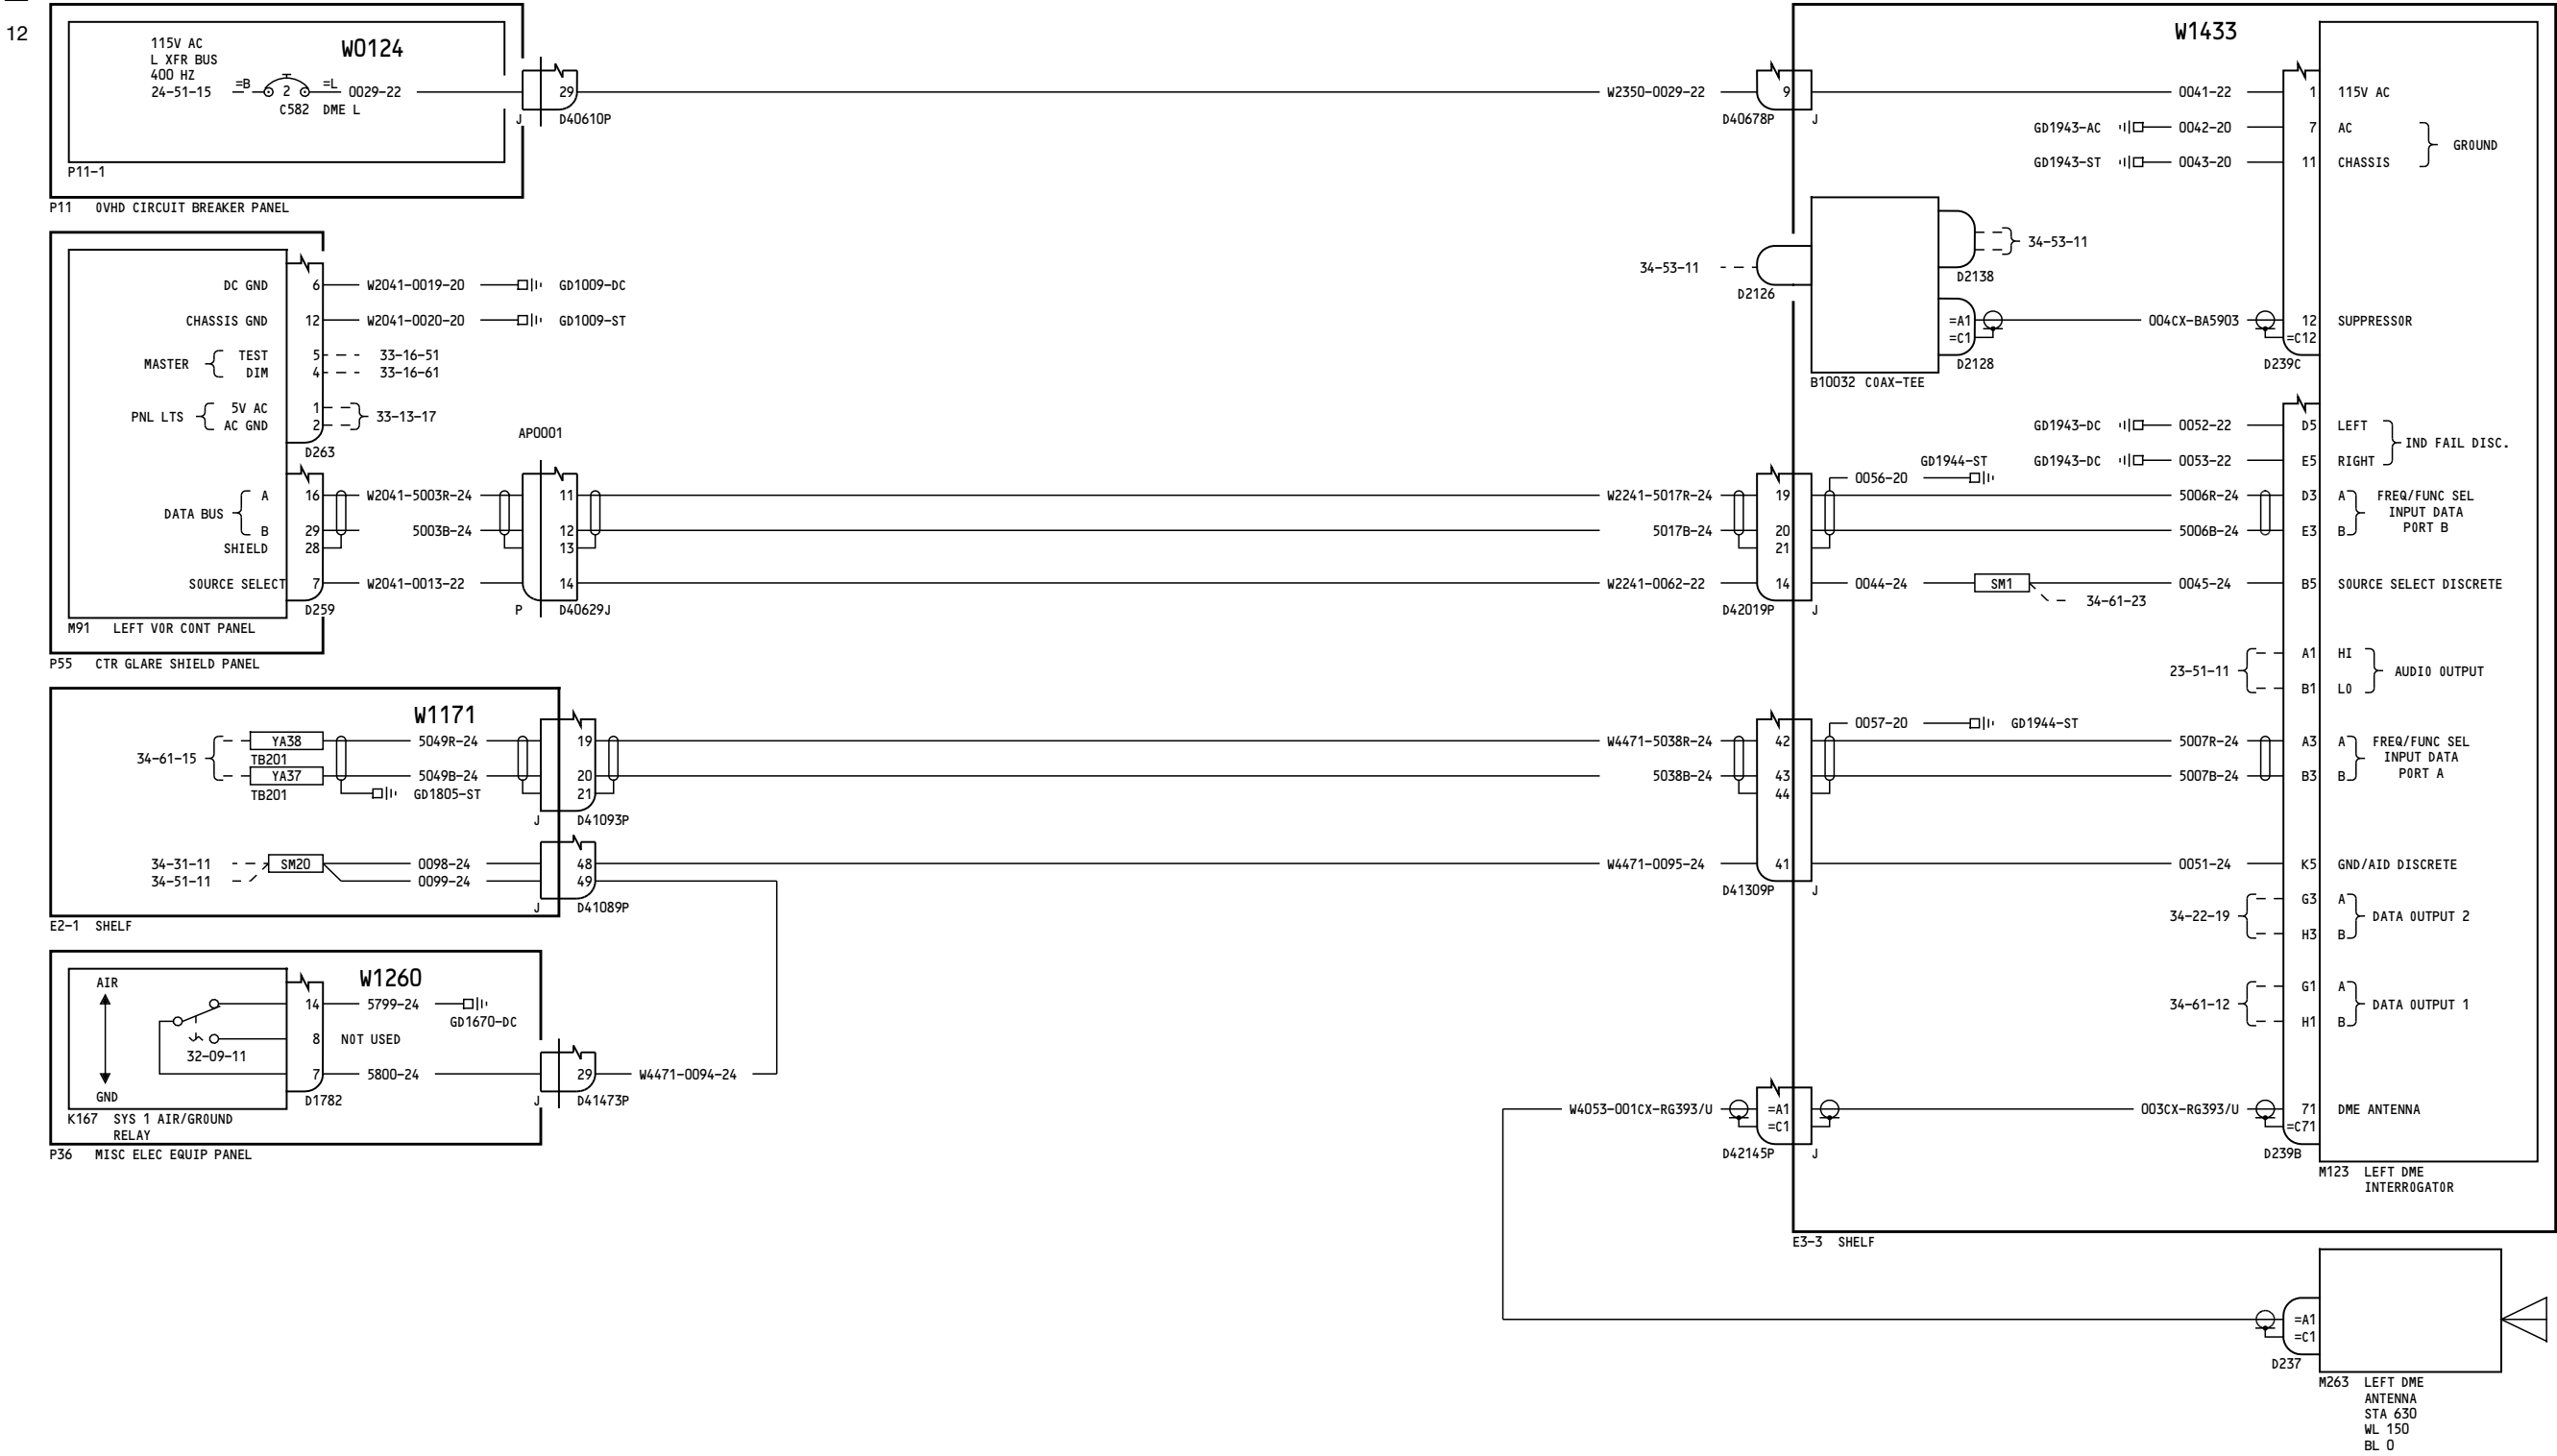 12
115V AC
L XFR BUS
400 HZ
24-51-15
=B
2
=L
0029-22
C582 DME L
W0124
P11-1
P11 OVHD CIRCUIT BREAKER PANEL
29
J
D40610P
W2350-0029-22
9
D40678P
J
W1433
0041-22
1
115V AC
GD1943-AC
0042-20
7
AC
GD1943-ST
0043-20
11
CHASSIS
GROUND
34-53-11
D2126
34-53-11
D2138
=A1
=C1
D2128
B10032 COAX-TEE
004CX-BA5903
12
=C12
SUPPRESSOR
D239C
DC GND
6
W2041-0019-20
GD1009-DC
CHASSIS GND
12
W2041-0020-20
GD1009-ST
MASTER
TEST
5
33-16-51
DIM
4
33-16-61
PNL LTS
5V AC
1
AC GND
2
33-13-17
D263
AP0001
DATA BUS
A
16
W2041-5003R-24
11
B
29
5003B-24
12
SHIELD
28
13
SOURCE SELECT
7
W2041-0013-22
14
D259
P
D40629J
M91 LEFT VOR CONT PANEL
P55 CTR GLARE SHIELD PANEL
W2241-5017R-24
19
5017B-24
20
21
W2241-0062-22
14
D42019P
J
GD1943-DC
0052-22
D5
LEFT
GD1943-DC
0053-22
E5
RIGHT
IND FAIL DISC.
GD1944-ST
0056-20
5006R-24
D3
A
5006B-24
E3
B
FREQ/FUNC SEL
INPUT DATA
PORT B
0044-24
SM1
0045-24
B5
SOURCE SELECT DISCRETE
34-61-23
23-51-11
A1
HI
B1
LO
AUDIO OUTPUT
W1171
34-61-15
YA38
TB201
YA37
TB201
5049R-24
5049B-24
GD1805-ST
19
20
21
J
D41093P
34-31-11
34-51-11
SM20
0098-24
0099-24
48
49
J
D41089P
E2-1 SHELF
W4471-5038R-24
42
5038B-24
43
44
W4471-0095-24
41
D41309P
J
0057-20
GD1944-ST
5007R-24
A3
A
5007B-24
B3
B
FREQ/FUNC SEL
INPUT DATA
PORT A
0051-24
K5
GND/AID DISCRETE
34-22-19
G3
A
H3
B
DATA OUTPUT 2
34-61-12
G1
A
H1
B
DATA OUTPUT 1
W1260
AIR
GND
32-09-11
14
5799-24
GD1670-DC
8
NOT USED
7
5800-24
D1782
29
J
D41473P
W4471-0094-24
K167 SYS 1 AIR/GROUND
RELAY
P36 MISC ELEC EQUIP PANEL
W4053-001CX-RG393/U
=A1
=C1
D42145P
J
003CX-RG393/U
71
=C71
DME ANTENNA
D239B
M123 LEFT DME
INTERROGATOR
E3-3 SHELF
=A1
=C1
D237
M263 LEFT DME
ANTENNA
STA 630
WL 150
BL 0